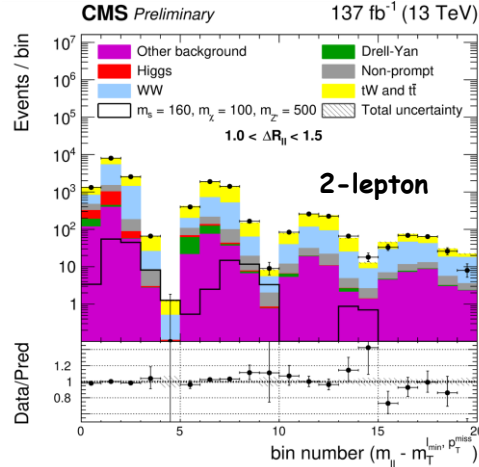 CMS Preliminary 137 fb⁻¹ (13 TeV)
Events / bin
10⁷
10⁶
10⁵
10⁴
10³
10²
10
1
Other background
Drell-Yan
Higgs
Non-prompt
WW
tW and tt̄
mₛ = 160, m_χ = 100, m_Z' = 500
Total uncertainty
1.0 < ΔR_ll < 1.5
2-lepton
Data/Pred
1.2
1
0.8
0 5 10 15 20
bin number (m_ll - m_T^{l_min, p_T^miss})